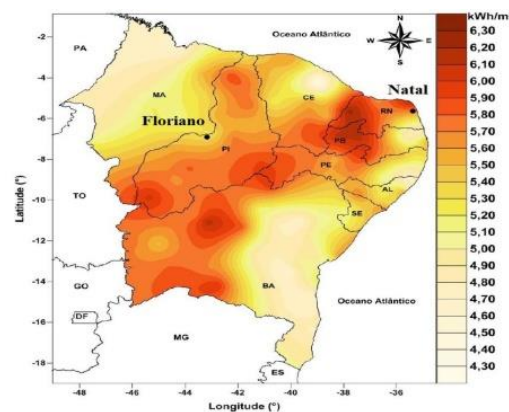 kWh/m
Oceano Atlântico
N
W E
S
PA
MA
CE
Natal
RN
Floriano
PB
PI
PE
AL
TO
SE
BA
GO
DF
MG
ES
Oceano Atlântico
Latitude (°)
-2
-4
-6
-8
-10
-12
-14
-16
-18
-48 -46 -44 -42 -40 -38 -36
Longitude (°)
6,30
6,20
6,10
6,00
5,90
5,80
5,70
5,60
5,50
5,40
5,30
5,20
5,10
5,00
4,90
4,80
4,70
4,60
4,50
4,40
4,30